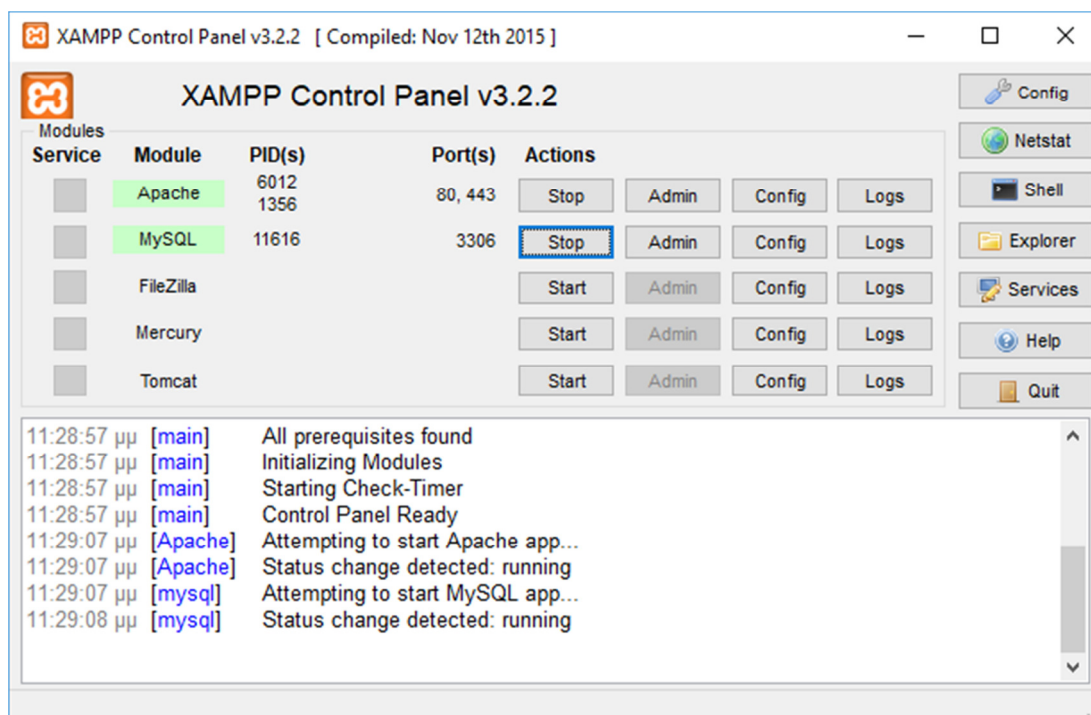 XAMPP Control Panel v3.2.2 [ Compiled: Nov 12th 2015 ]
XAMPP Control Panel v3.2.2
Config
Netstat
Shell
Explorer
Services
Help
Quit
Modules
Service Module PID(s) Port(s) Actions
Apache 6012 1356 80, 443 Stop Admin Config Logs
MySQL 11616 3306 Stop Admin Config Logs
FileZilla Start Admin Config Logs
Mercury Start Admin Config Logs
Tomcat Start Admin Config Logs
11:28:57 μμ [main] All prerequisites found
11:28:57 μμ [main] Initializing Modules
11:28:57 μμ [main] Starting Check-Timer
11:28:57 μμ [main] Control Panel Ready
11:29:07 μμ [Apache] Attempting to start Apache app...
11:29:07 μμ [Apache] Status change detected: running
11:29:07 μμ [mysql] Attempting to start MySQL app...
11:29:08 μμ [mysql] Status change detected: running